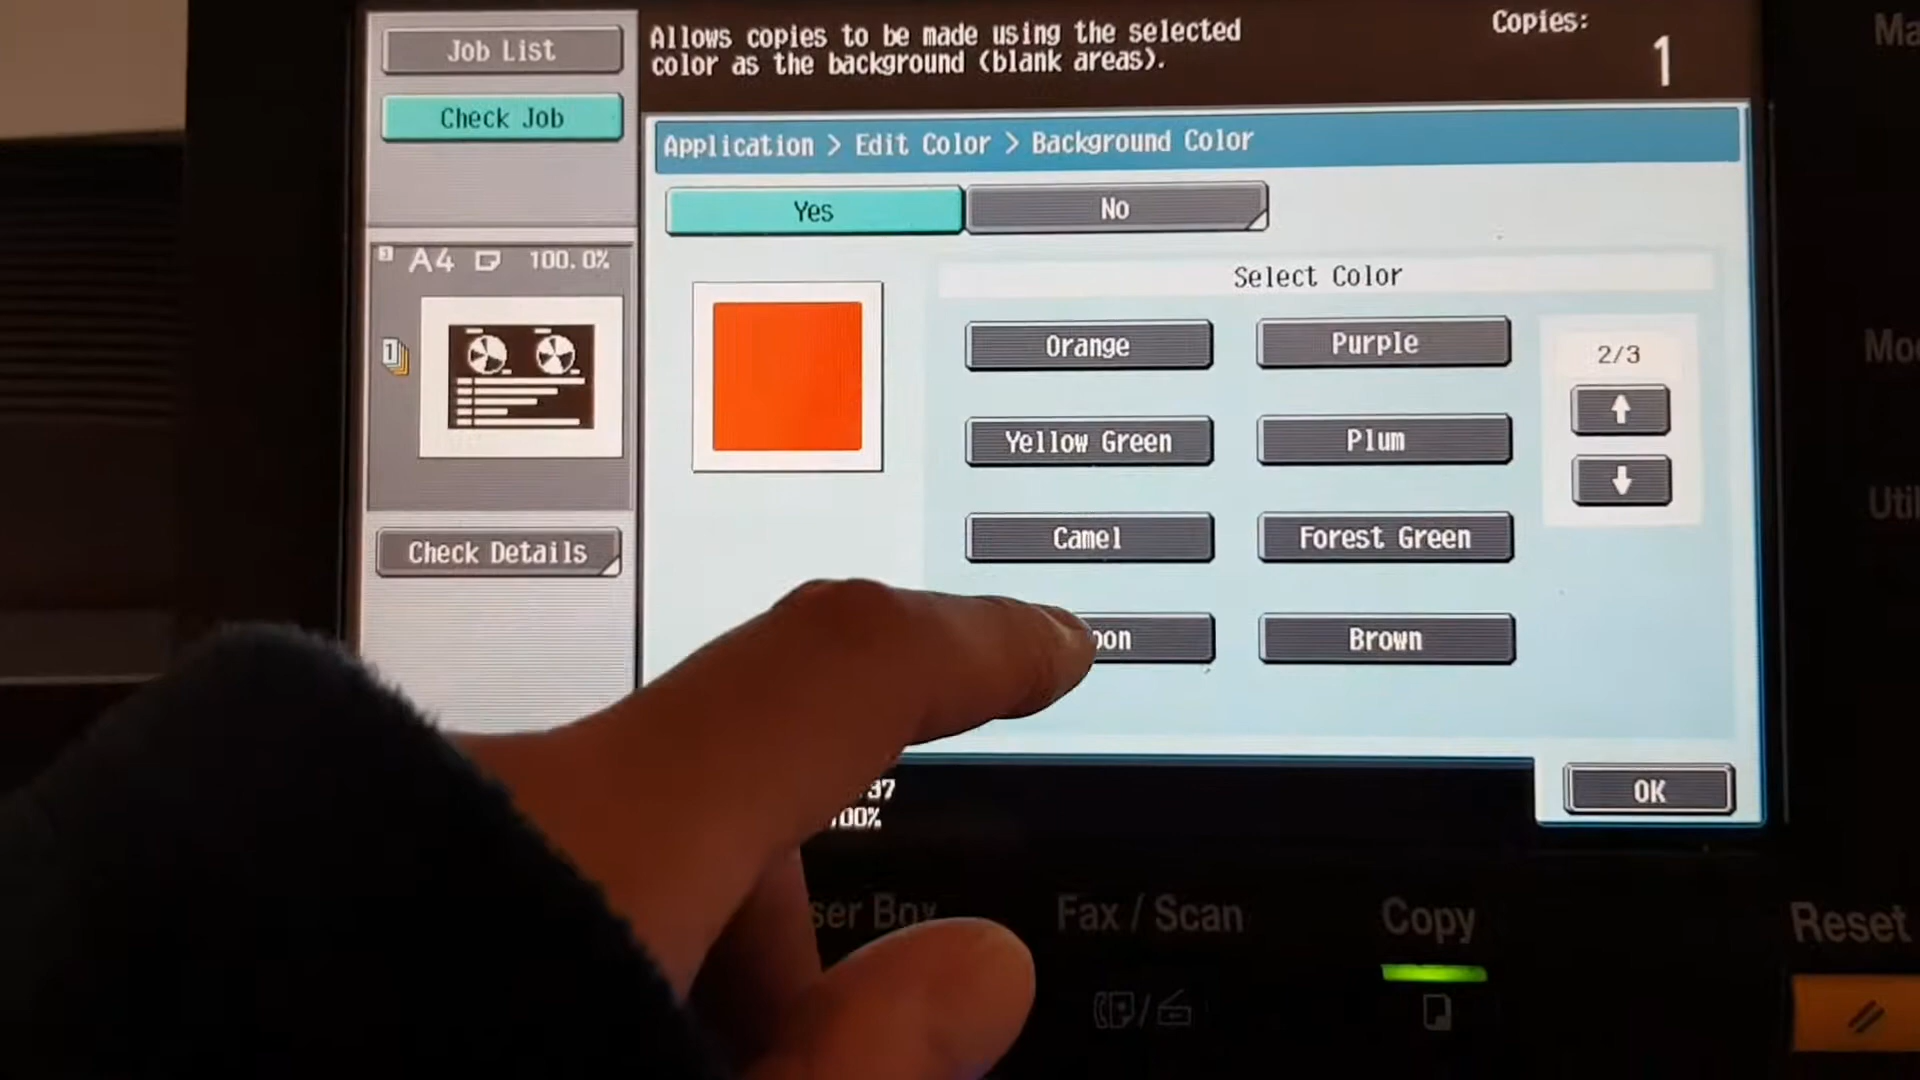 Job List
Check Job
Allows copies to be made using the selected
color as the background (blank areas).
Copies:
1
Application > Edit Color > Background Color
Yes
No
A4 100.0%
1
Select Color
Orange
Purple
2/3
Yellow Green
Plum
Camel
Forest Green
Brown
Check Details
OK
Fax / Scan
Copy
Reset